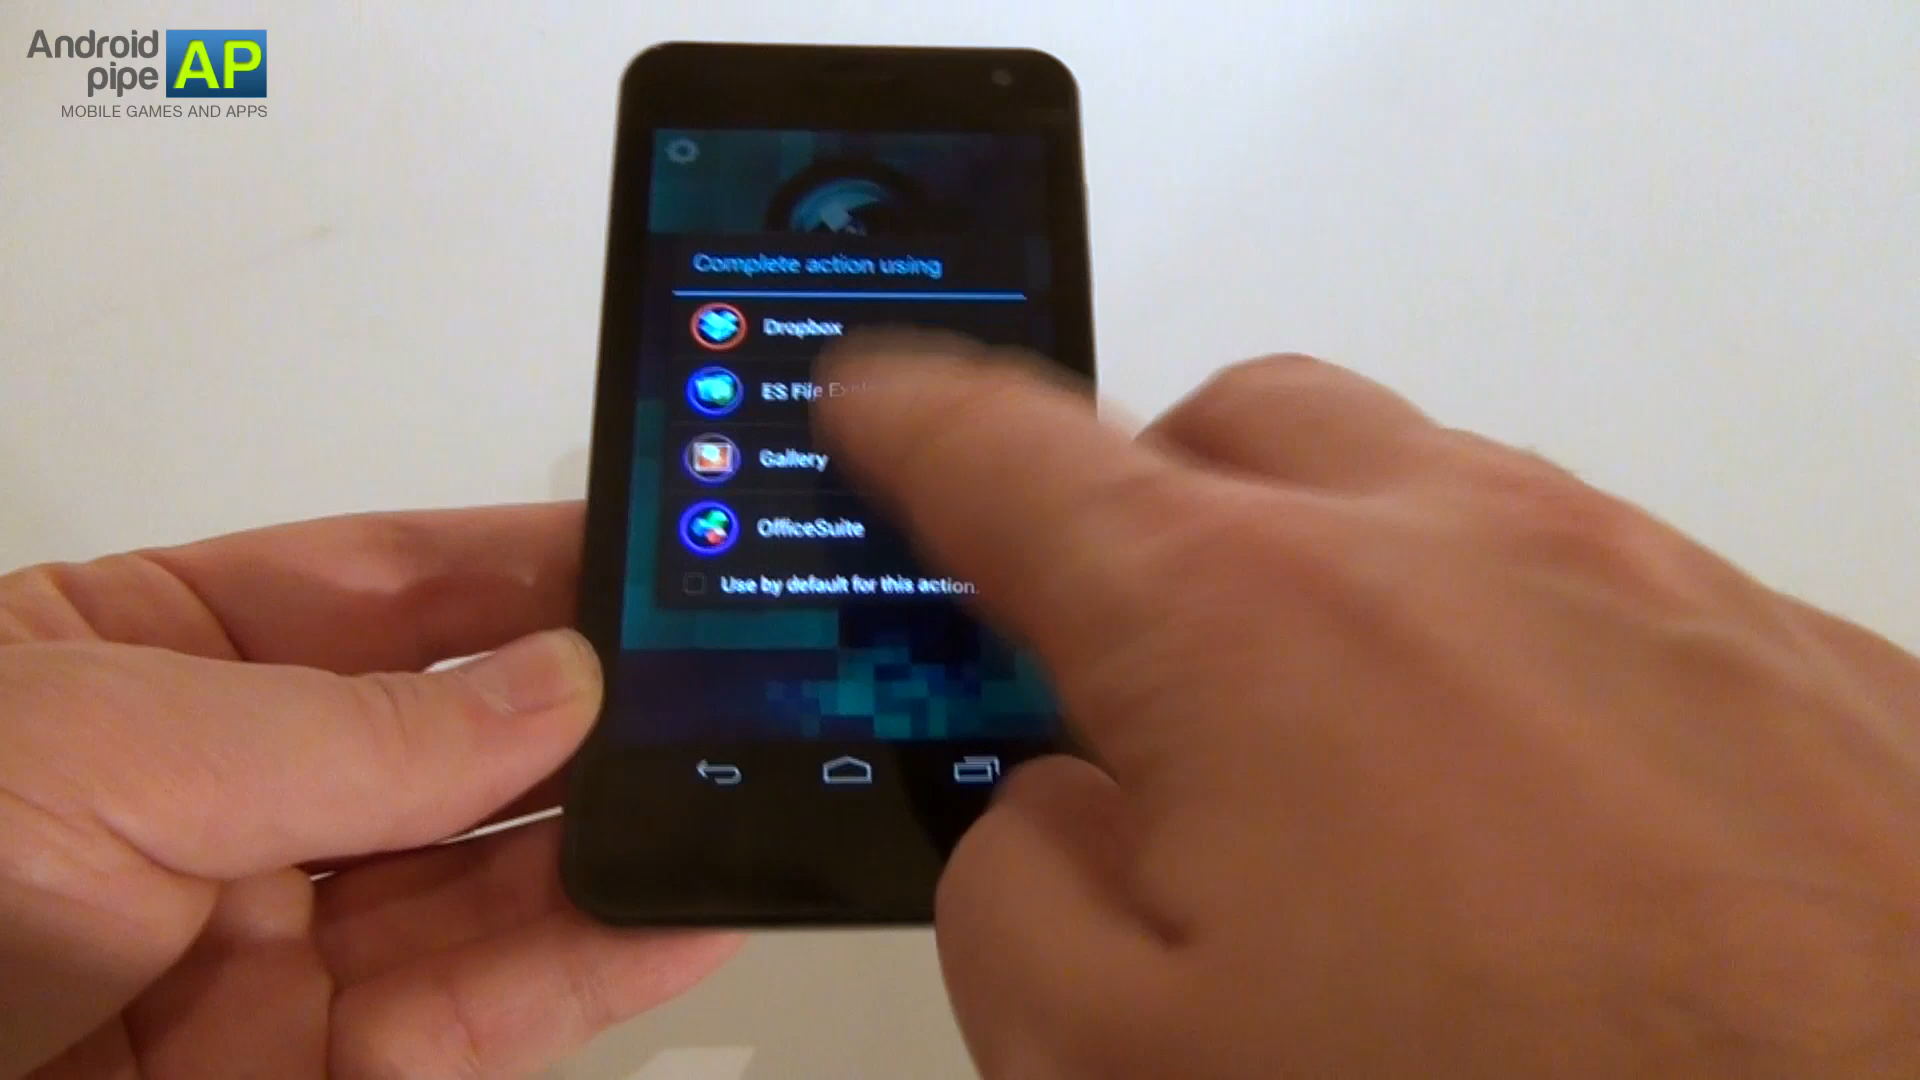 Android
pipe AP
MOBILE GAMES AND APPS
Complete action using
Dropbox
ES File
Gallery
OfficeSuite
Use by default for this action.